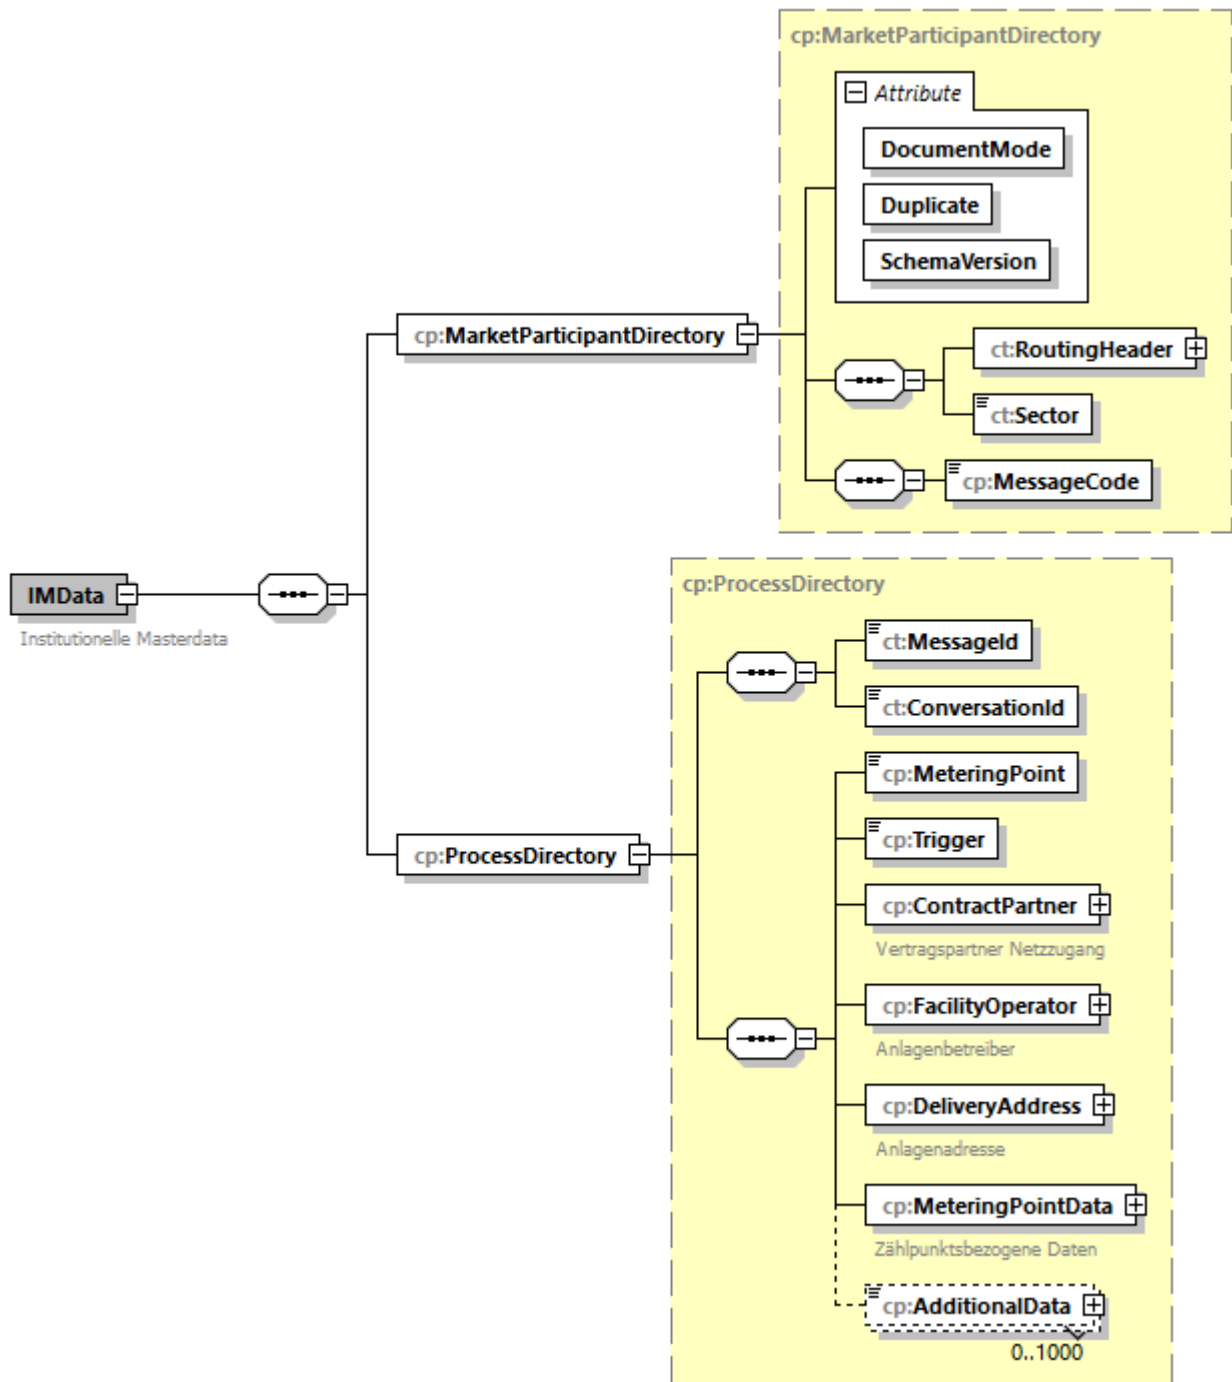 cp:MarketParticipantDirectory
Attribute
DocumentMode
Duplicate
SchemaVersion
cp:MarketParticipantDirectory
ct:RoutingHeader
ct:Sector
cp:MessageCode
IMData
Institutionelle Masterdata
cp:ProcessDirectory
ct:MessageId
ct:ConversationId
cp:MeteringPoint
cp:Trigger
cp:ProcessDirectory
cp:ContractPartner
Vertragspartner Netzzugang
cp:FacilityOperator
Anlagenbetreiber
cp:DeliveryAddress
Anlagenadresse
cp:MeteringPointData
Zählpunktsbezogene Daten
cp:AdditionalData
0..1000